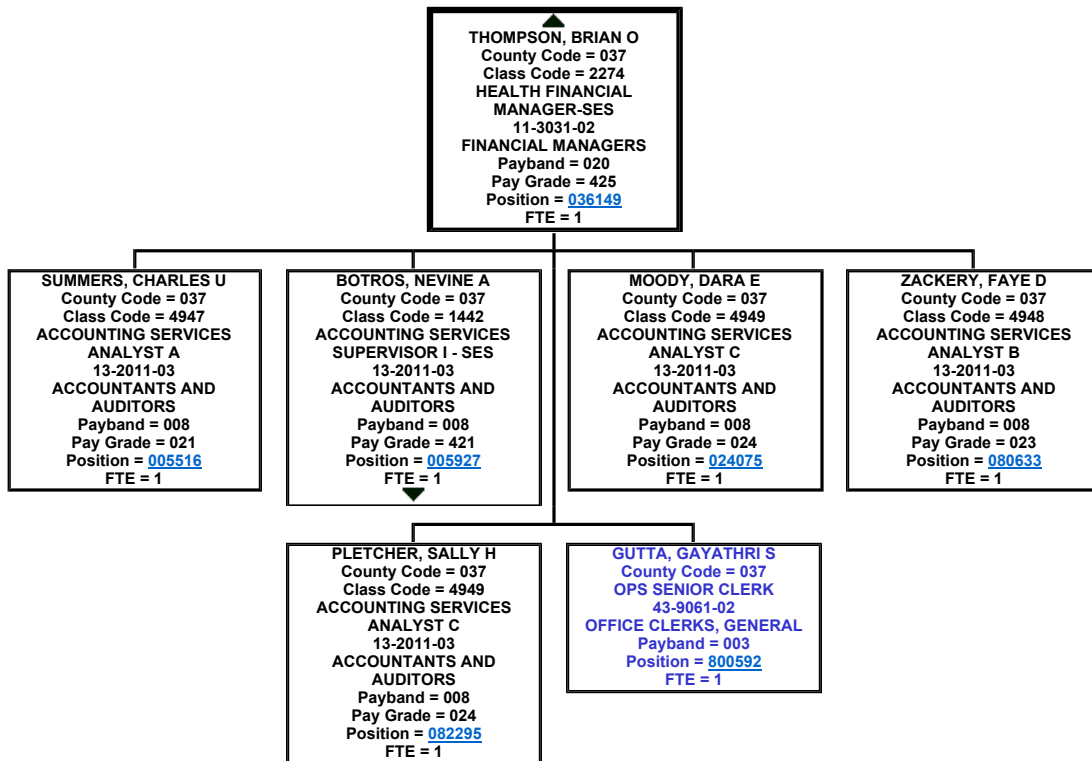 THOMPSON, BRIAN O
County Code = 037
Class Code = 2274
HEALTH FINANCIAL
MANAGER-SES
11-3031-02
FINANCIAL MANAGERS
Payband = 020
Pay Grade = 425
Position = 036149
FTE = 1
SUMMERS, CHARLES U
County Code = 037
Class Code = 4947
ACCOUNTING SERVICES
ANALYST A
13-2011-03
ACCOUNTANTS AND
AUDITORS
Payband = 008
Pay Grade = 021
Position = 005516
FTE = 1
BOTROS, NEVINE A
County Code = 037
Class Code = 1442
ACCOUNTING SERVICES
SUPERVISOR I - SES
13-2011-03
ACCOUNTANTS AND
AUDITORS
Payband = 008
Pay Grade = 421
Position = 005927
FTE = 1
MOODY, DARA E
County Code = 037
Class Code = 4949
ACCOUNTING SERVICES
ANALYST C
13-2011-03
ACCOUNTANTS AND
AUDITORS
Payband = 008
Pay Grade = 024
Position = 024075
FTE = 1
ZACKERY, FAYE D
County Code = 037
Class Code = 4948
ACCOUNTING SERVICES
ANALYST B
13-2011-03
ACCOUNTANTS AND
AUDITORS
Payband = 008
Pay Grade = 023
Position = 080633
FTE = 1
PLETCHER, SALLY H
County Code = 037
Class Code = 4949
ACCOUNTING SERVICES
ANALYST C
13-2011-03
ACCOUNTANTS AND
AUDITORS
Payband = 008
Pay Grade = 024
Position = 082295
FTE = 1
GUTTA, GAYATHRI S
County Code = 037
OPS SENIOR CLERK
43-9061-02
OFFICE CLERKS, GENERAL
Payband = 003
Position = 800592
FTE = 1